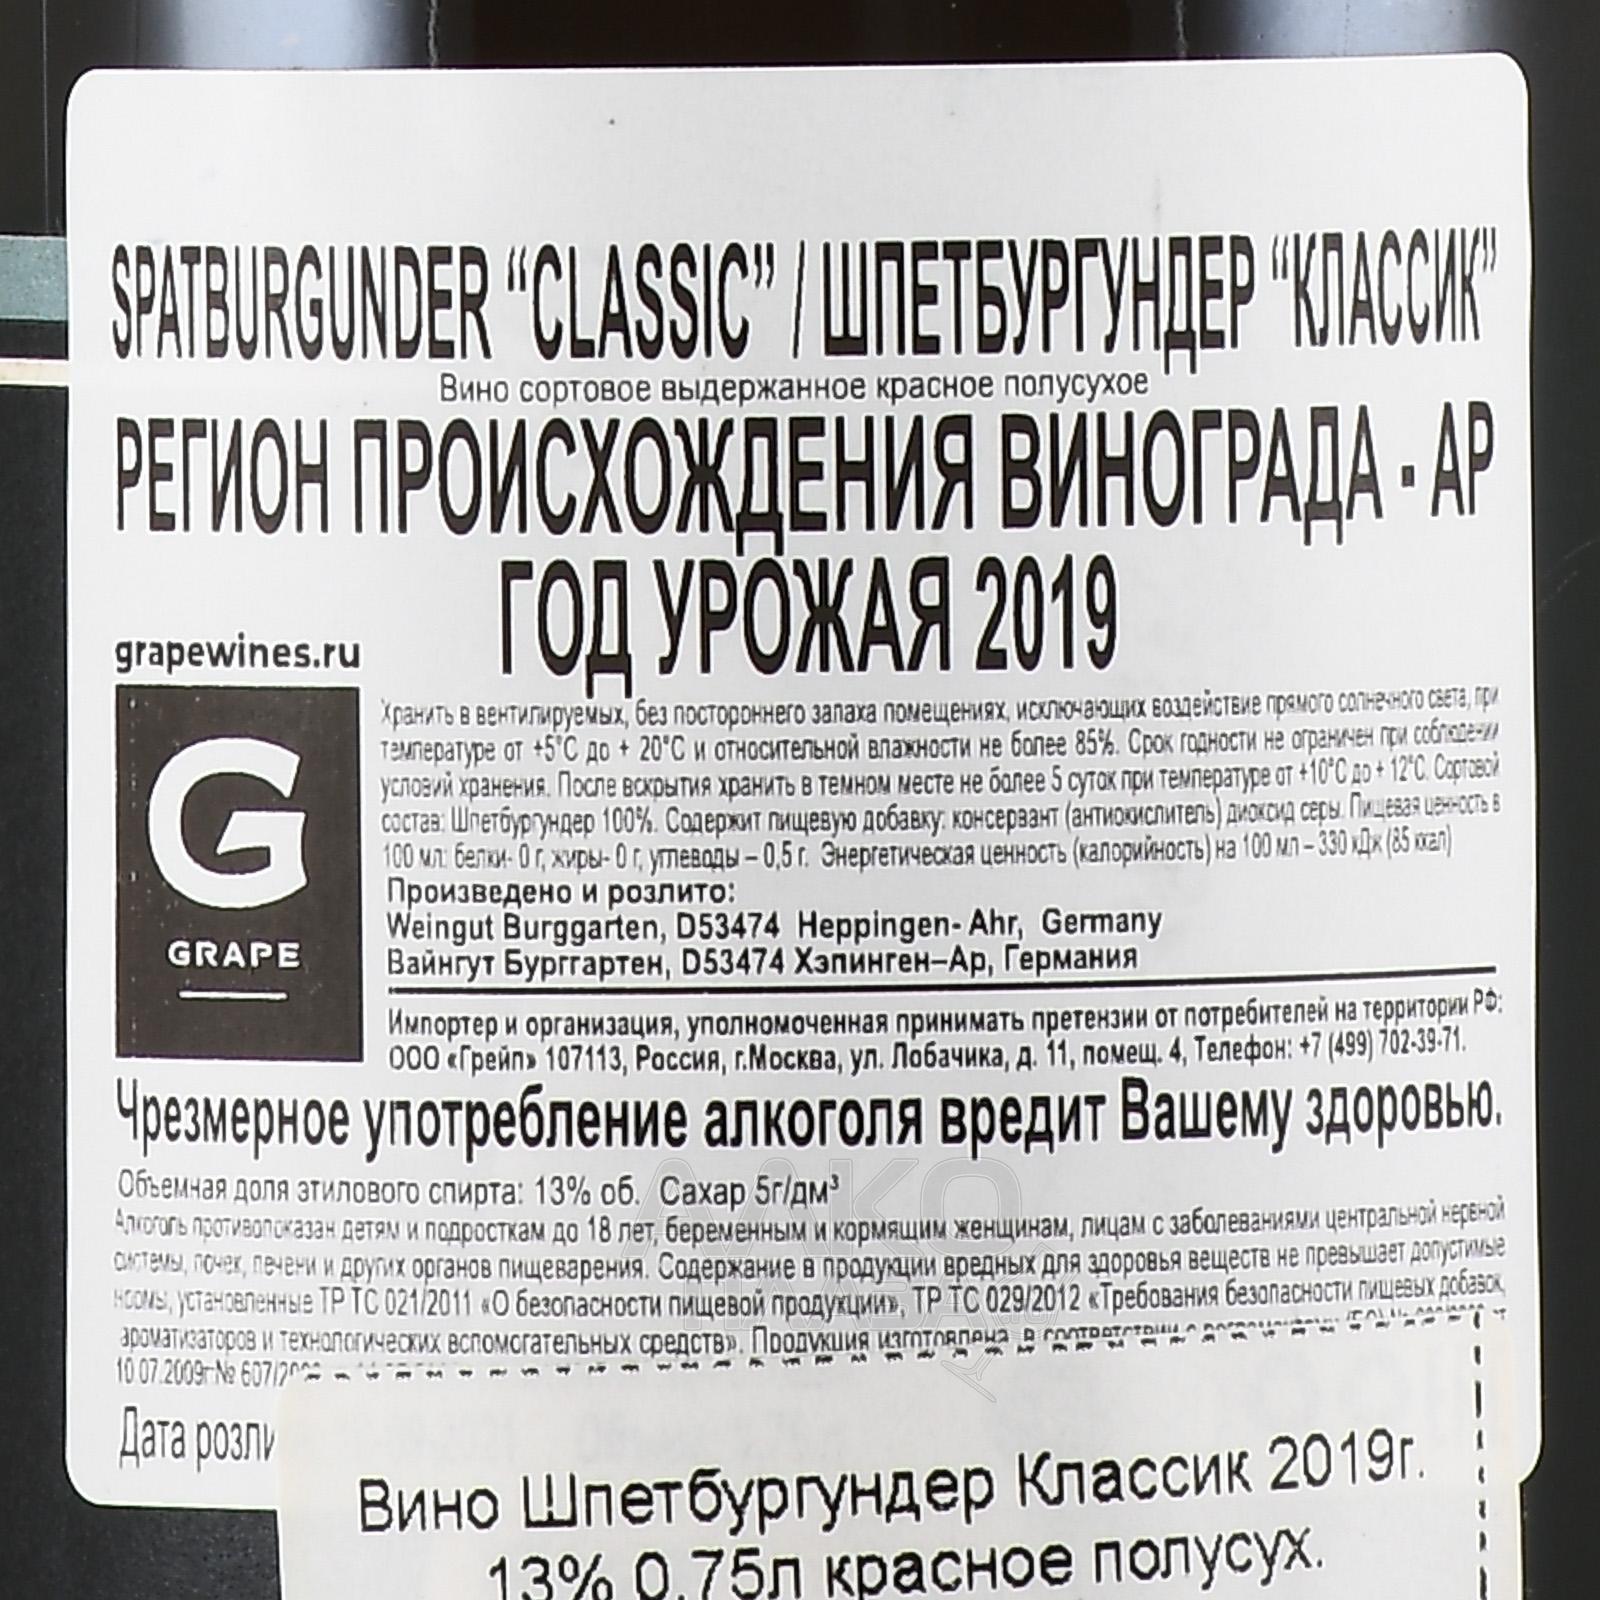 SPATBURGUNDER “CLASSIC” / ШПЕТБУРГУНДЕР “КЛАССИК”
Вино сортовое выдержанное красное полусухое
РЕГИОН ПРОИСХОЖДЕНИЯ ВИНОГРАДА - АР
ГОД УРОЖАЯ 2019
grapewines.ru
G
GRAPE
Хранить в вентилируемых, без постороннего запаха помещениях, исключающих воздействие прямого солнечного света, при
температуре от +5°С до + 20°С и относительной влажности не более 85%. Срок годности не ограничен при соблюдении
условий хранения. После вскрытия хранить в темном месте не более 5 суток при температуре от +10°С до + 12°С. Сортовой
состав: Шпетбургундер 100%. Содержит пищевую добавку: консервант (антиокислитель) диоксид серы. Пищевая ценность в
100 мл: белки- 0 г, жиры- 0 г, углеводы – 0,5 г. Энергетическая ценность (калорийность) на 100 мл – 330 кДж (85 ккал)
Произведено и розлито:
Weingut Burggarten, D53474 Heppingen- Ahr, Germany
Вайнгут Бурггартен, D53474 Хэпинген–Ар, Германия
Импортер и организация, уполномоченная принимать претензии от потребителей на территории РФ:
ООО «Грейп» 107113, Россия, г.Москва, ул. Лобачика, д. 11, помещ. 4, Телефон: +7 (499) 702-39-71.
Чрезмерное употребление алкоголя вредит Вашему здоровью.
Объемная доля этилового спирта: 13% об. Сахар 5г/дм³
Алкоголь противопоказан детям и подросткам до 18 лет, беременным и кормящим женщинам, лицам с заболеваниями центральной нервной
системы, почек, печени и других органов пищеварения. Содержание в продукции вредных для здоровья веществ не превышает допустимые
нормы, установленные ТР ТС 021/2011 «О безопасности пищевой продукции», ТР ТС 029/2012 «Требования безопасности пищевых добавок,
ароматизаторов и технологических вспомогательных средств». Продукция изготовлена в соответствии с
10.07.2009г.№ 607/2
Дата розли
Вино Шпетбургундер Классик 2019г.
13% 0.75л красное полусух.